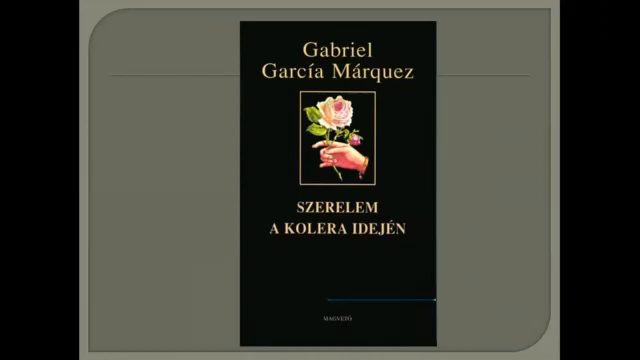 Gabriel
García Márquez
SZERELEM
A KOLERA IDEJÉN
MAGVETŐ